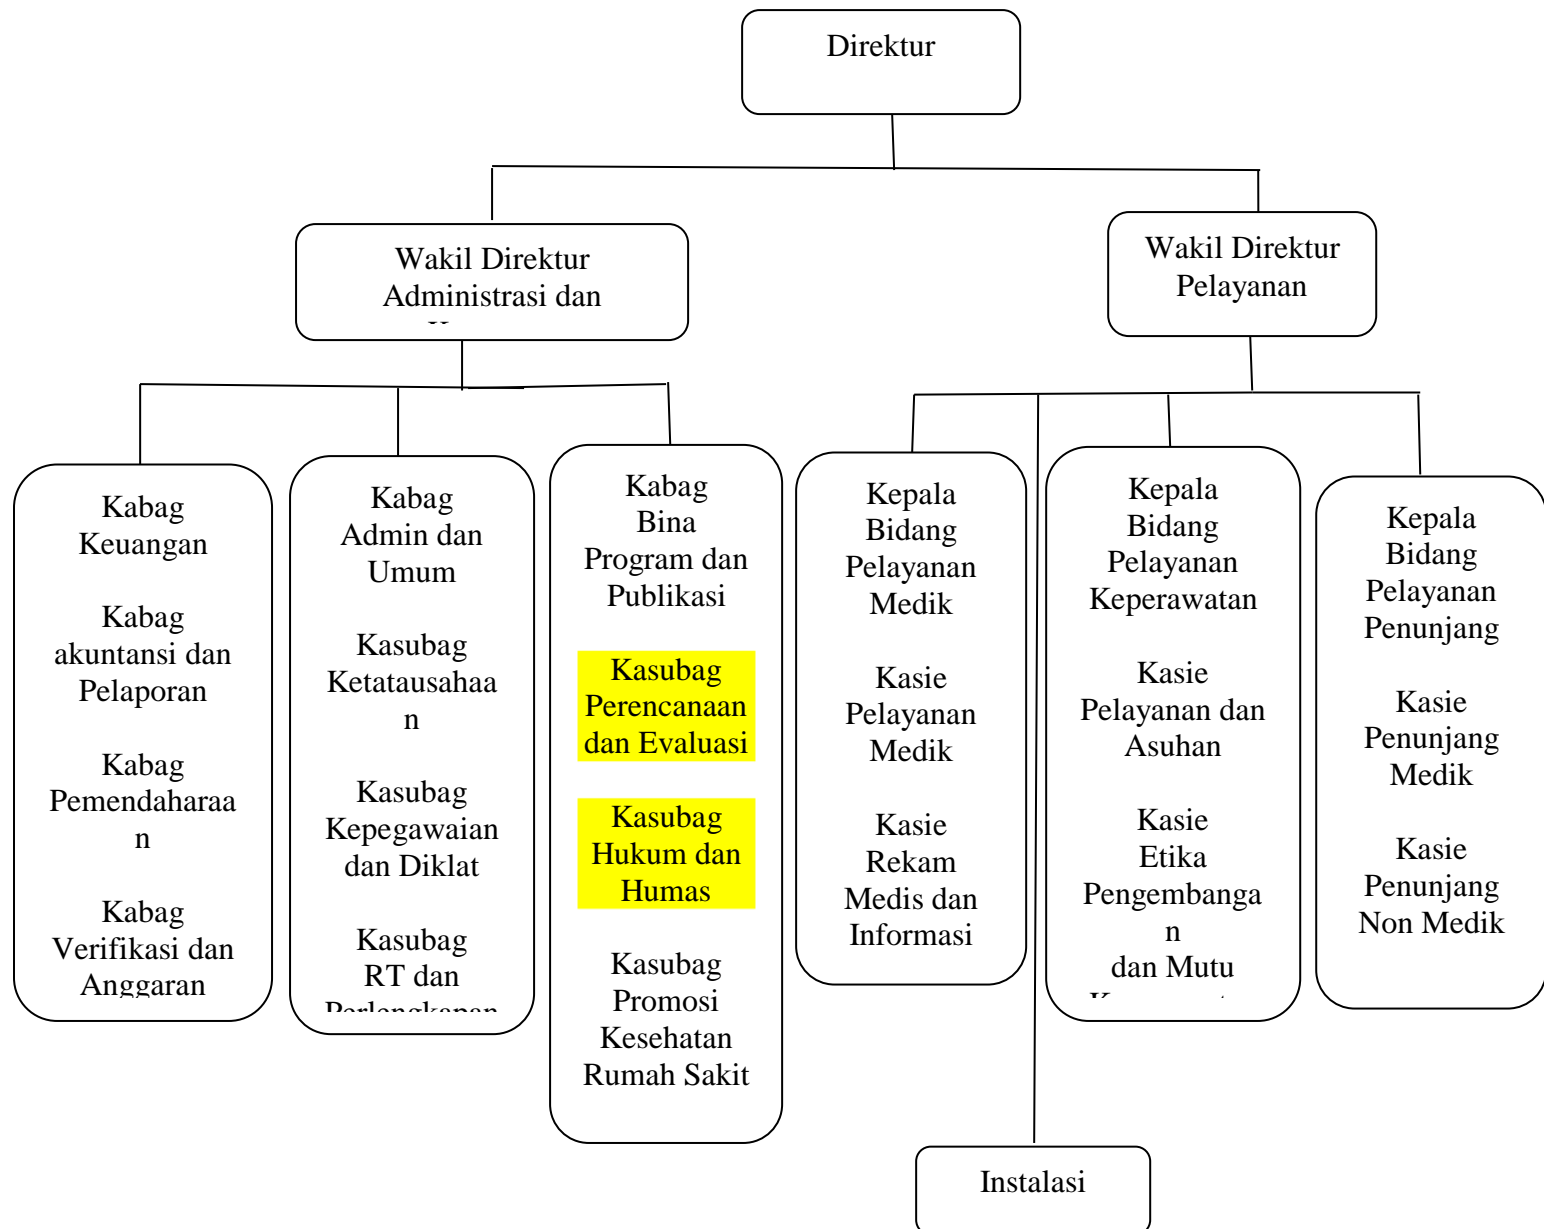 Direktur
Wakil Direktur
Administrasi dan
Wakil Direktur
Pelayanan
Kabag
Keuangan
Kabag
akuntansi dan
Pelaporan
Kabag
Pemendaharaa
n
Kabag
Verifikasi dan
Anggaran
Kabag
Admin dan
Umum
Kasubag
Ketatausahaa
n
Kasubag
Kepegawaian
dan Diklat
Kasubag
RT dan
Perlengkapan
Kabag
Bina
Program dan
Publikasi
Kasubag
Perencanaan
dan Evaluasi
Kasubag
Hukum dan
Humas
Kasubag
Promosi
Kesehatan
Rumah Sakit
Kepala
Bidang
Pelayanan
Medik
Kasie
Pelayanan
Medik
Kasie
Rekam
Medis dan
Informasi
Kepala
Bidang
Pelayanan
Keperawatan
Kasie
Pelayanan dan
Asuhan
Kasie
Etika
Pengembanga
n
dan Mutu
Kepala
Bidang
Pelayanan
Penunjang
Kasie
Penunjang
Medik
Kasie
Penunjang
Non Medik
Instalasi